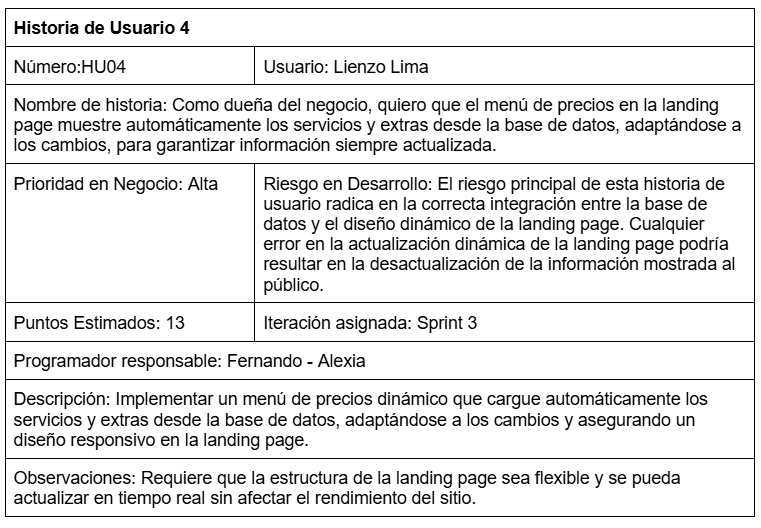 Historia de Usuario 4
Número:HU04
Usuario: Lienzo Lima
Nombre de historia: Como dueña del negocio, quiero que el menú de precios en la landing
page muestre automáticamente los servicios y extras desde la base de datos, adaptándose a
los cambios, para garantizar información siempre actualizada.
Prioridad en Negocio: Alta
Riesgo en Desarrollo: El riesgo principal de esta historia de
usuario radica en la correcta integración entre la base de
datos y el diseño dinámico de la landing page. Cualquier
error en la actualización dinámica de la landing page podría
resultar en la desactualización de la información mostrada al
público.
Puntos Estimados: 13
Iteración asignada: Sprint 3
Programador responsable: Fernando - Alexia
Descripción: Implementar un menú de precios dinámico que cargue automáticamente los
servicios y extras desde la base de datos, adaptándose a los cambios y asegurando un
diseño responsivo en la landing page.
Observaciones: Requiere que la estructura de la landing page sea flexible y se pueda
actualizar en tiempo real sin afectar el rendimiento del sitio.